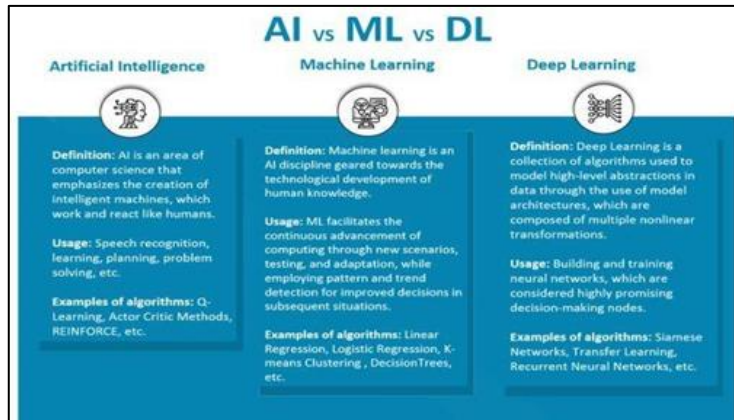 AI vs ML vs DL
Artificial Intelligence
Definition: AI is an area of
computer science that
emphasizes the creation of
intelligent machines, which
work and react like humans.
Usage: Speech recognition,
learning, planning, problem
solving, etc.
Examples of algorithms: Q-
Learning, Actor Critic Methods,
REINFORCE, etc.
Machine Learning
Definition: Machine learning is an
AI discipline geared towards the
technological development of
human knowledge.
Usage: ML facilitates the
continuous advancement of
computing through new scenarios,
testing, and adaptation, while
employing pattern and trend
detection for improved decisions in
subsequent situations.
Examples of algorithms: Linear
Regression, Logistic Regression, K-
means Clustering , DecisionTrees,
etc.
Deep Learning
Definition: Deep Learning is a
collection of algorithms used to
model high-level abstractions in
data through the use of model
architectures, which are
composed of multiple nonlinear
transformations.
Usage: Building and training
neural networks, which are
considered highly promising
decision-making nodes.
Examples of algorithms: Siamese
Networks, Transfer Learning,
Recurrent Neural Networks, etc.